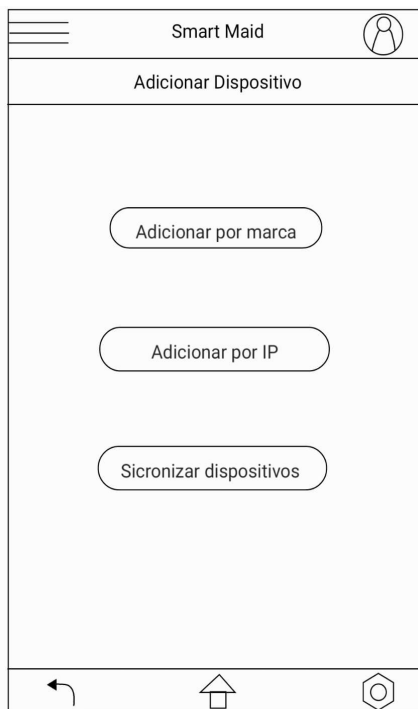 Smart Maid
Adicionar Dispositivo
Adicionar por marca
Adicionar por IP
Sicronizar dispositivos